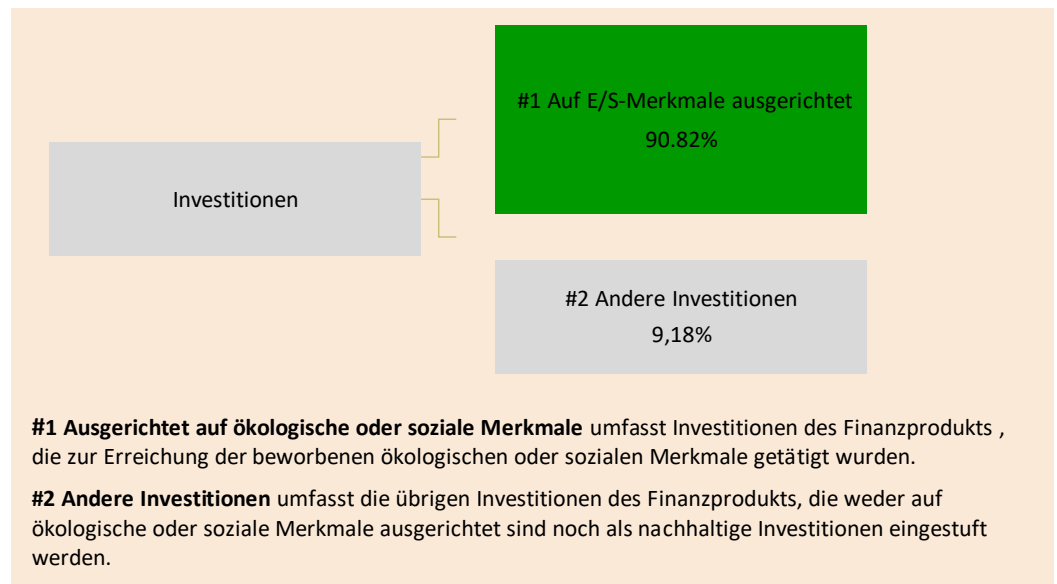 #1 Auf E/S-Merkmale ausgerichtet
90.82%
Investitionen
#2 Andere Investitionen
9,18%
#1 Ausgerichtet auf ökologische oder soziale Merkmale umfasst Investitionen des Finanzprodukts ,
die zur Erreichung der beworbenen ökologischen oder sozialen Merkmale getätigt wurden.
#2 Andere Investitionen umfasst die übrigen Investitionen des Finanzprodukts, die weder auf
ökologische oder soziale Merkmale ausgerichtet sind noch als nachhaltige Investitionen eingestuft
werden.